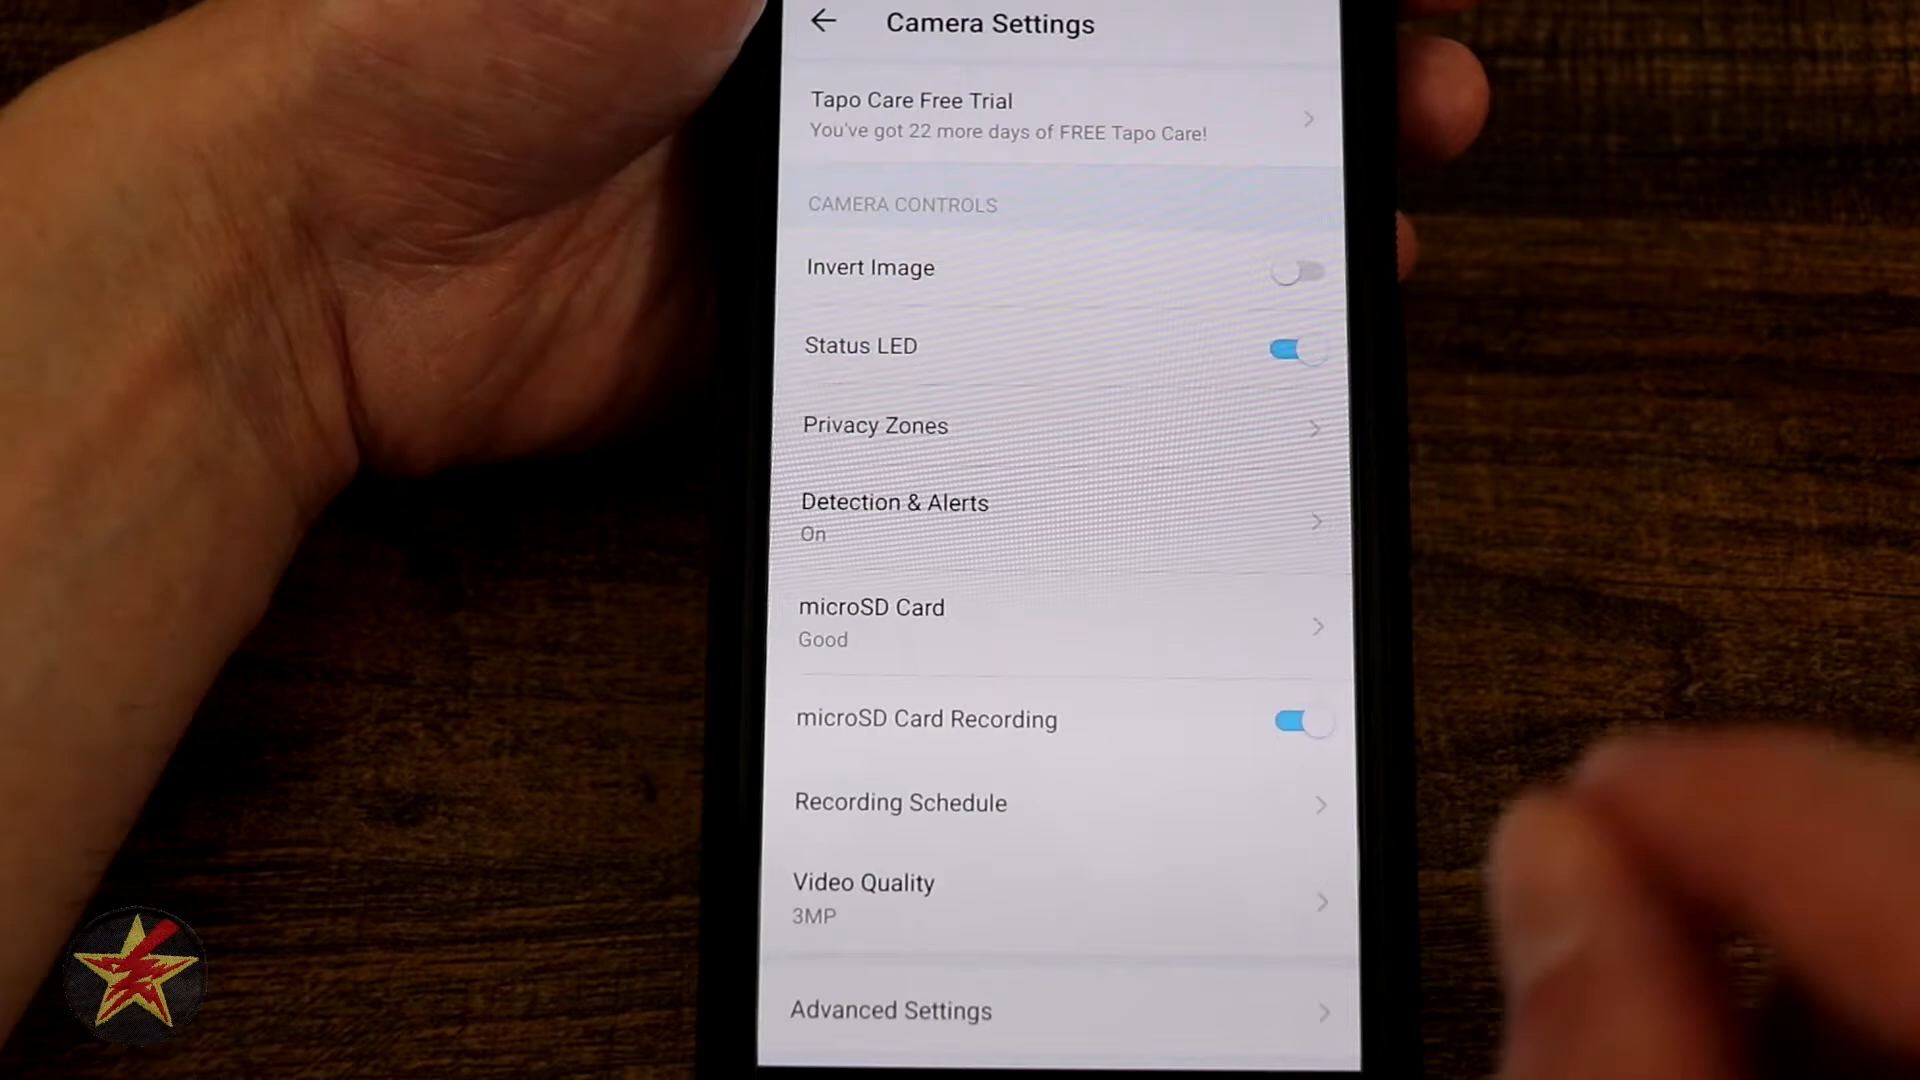 Camera Settings
Tapo Care Free Trial
You've got 22 more days of FREE Tapo Care!
CAMERA CONTROLS
Invert Image
Status LED
Privacy Zones
Detection & Alerts
On
microSD Card
Good
microSD Card Recording
Recording Schedule
Video Quality
3MP
Advanced Settings